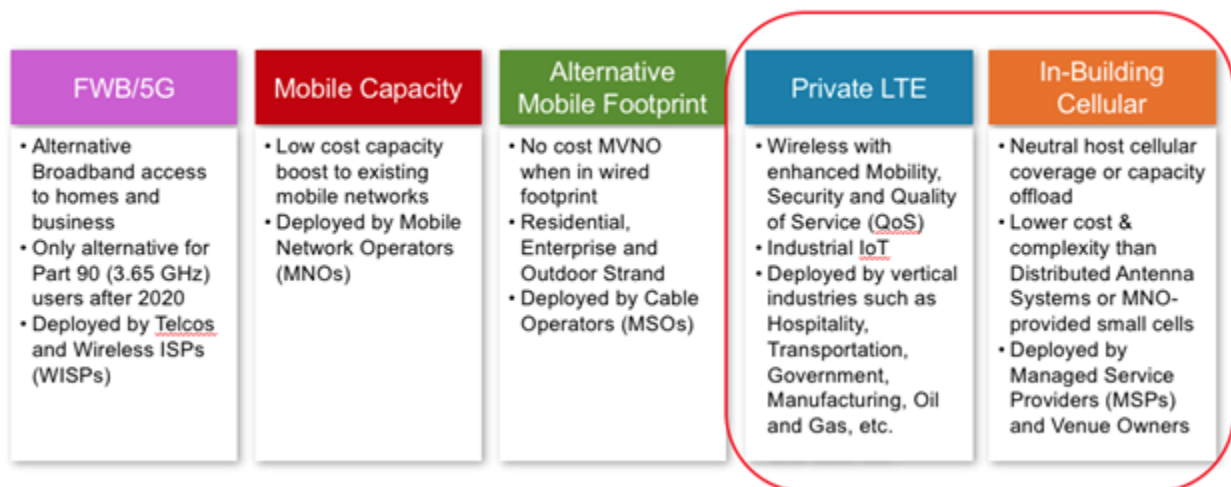 FWB/5G
• Alternative
Broadband access
to homes and
business
• Only alternative for
Part 90 (3.65 GHz)
users after 2020
• Deployed by Telcos
and Wireless ISPs
(WISPs)
Mobile Capacity
• Low cost capacity
boost to existing
mobile networks
• Deployed by Mobile
Network Operators
(MNOs)
Alternative
Mobile Footprint
• No cost MVNO
when in wired
footprint
• Residential,
Enterprise and
Outdoor Strand
• Deployed by Cable
Operators (MSOs)
Private LTE
• Wireless with
enhanced Mobility,
Security and Quality
of Service (QoS)
• Industrial IoT
• Deployed by vertical
industries such as
Hospitality,
Transportation,
Government,
Manufacturing, Oil
and Gas, etc.
In-Building
Cellular
• Neutral host cellular
coverage or capacity
offload
• Lower cost &
complexity than
Distributed Antenna
Systems or MNO-
provided small cells
• Deployed by
Managed Service
Providers (MSPs)
and Venue Owners